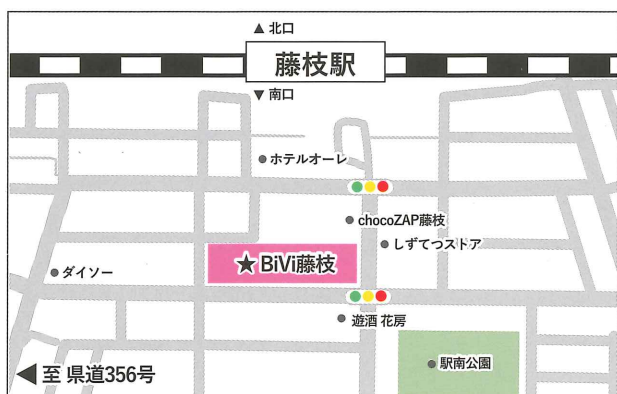 ▲ 北口
藤枝駅
▼ 南口
ホテルオーレ
chocoZAP藤枝
しずてつストア
★ BiVi藤枝
ダイソー
遊酒 花房
駅南公園
◀ 至 県道356号